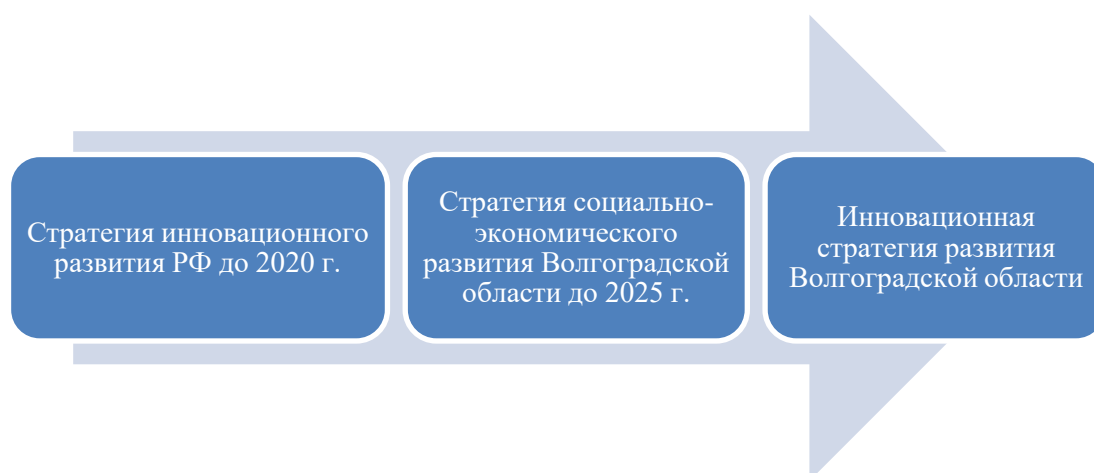 Стратегия инновационного
развития РФ до 2020 г.
Стратегия социально-
экономического
развития Волгоградской
области до 2025 г.
Инновационная
стратегия развития
Волгоградской области